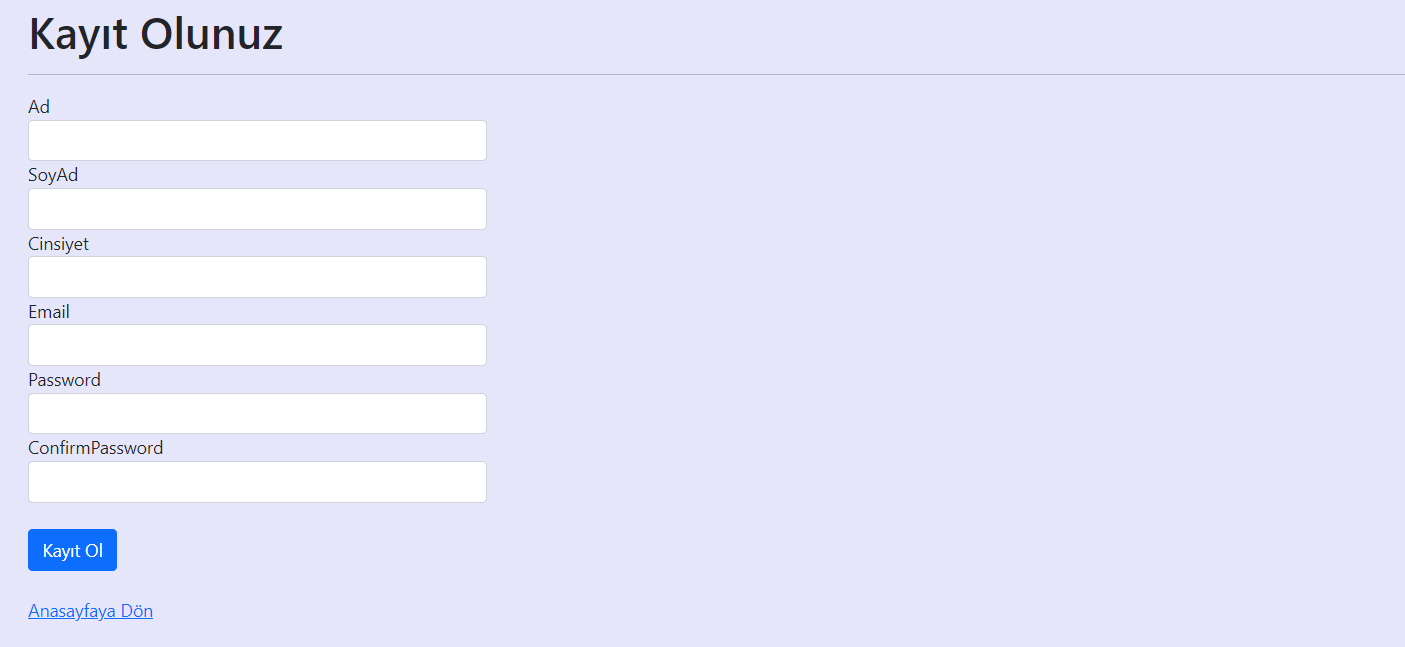 Kayıt Olunuz
Ad
SoyAd
Cinsiyet
Email
Password
ConfirmPassword
Kayıt Ol
Anasayfaya Dön